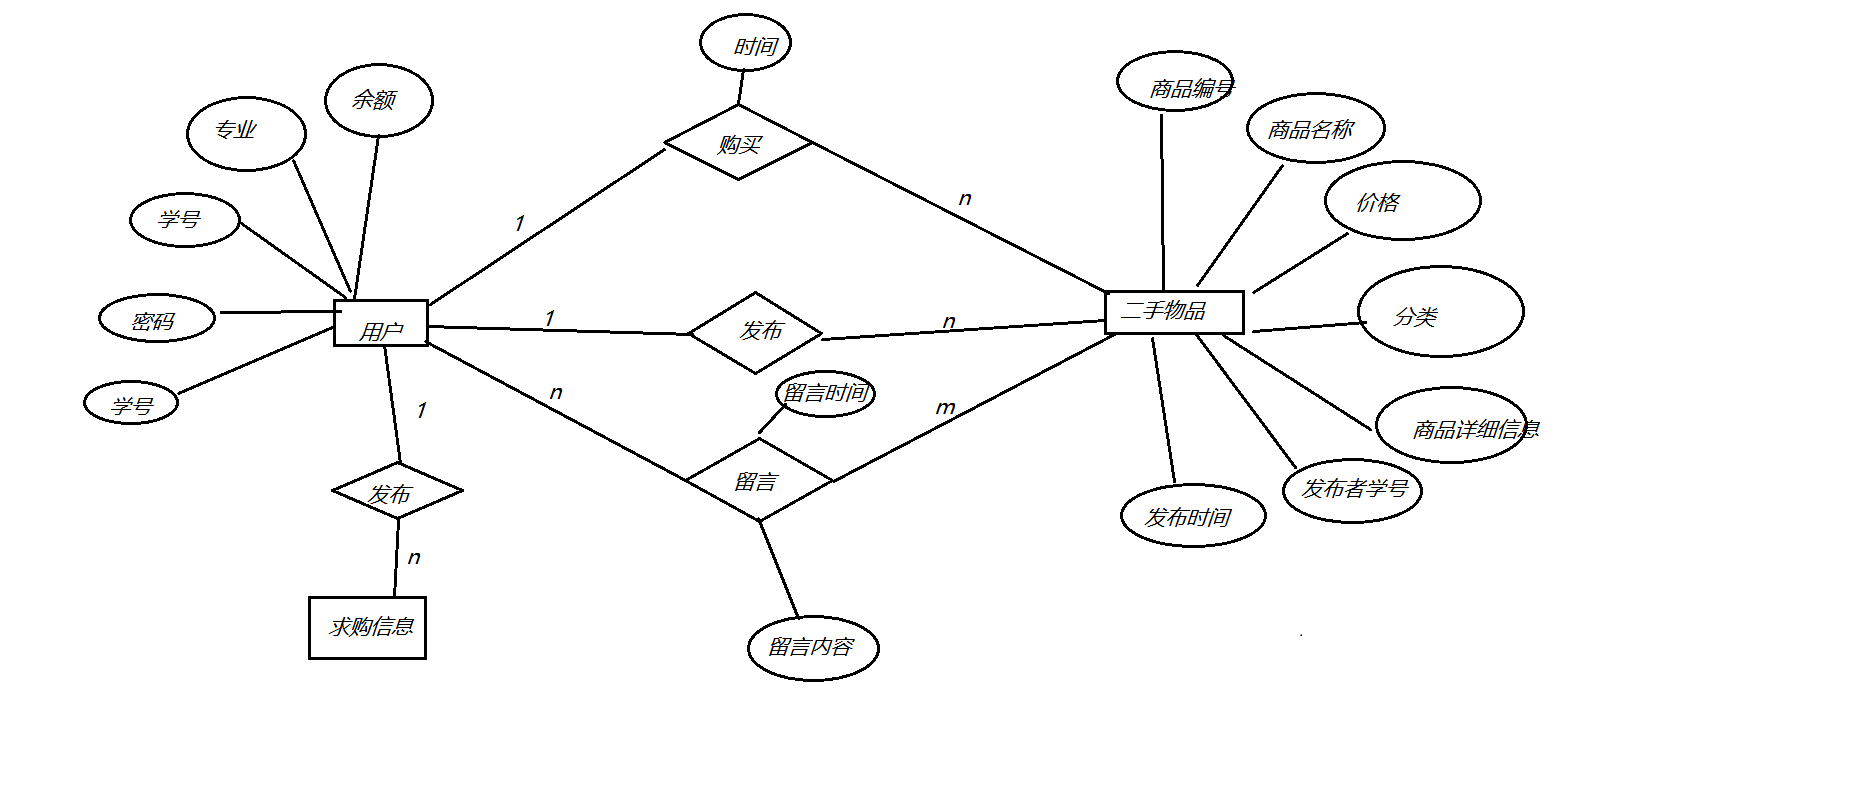 时间
余额
专业
学号
密码
学号
用户
购买
1
n
1
发布
n
n
m
留言时间
留言
留言内容
1
发布
n
求购信息
二手物品
商品编号
商品名称
价格
分类
商品详细信息
发布者学号
发布时间